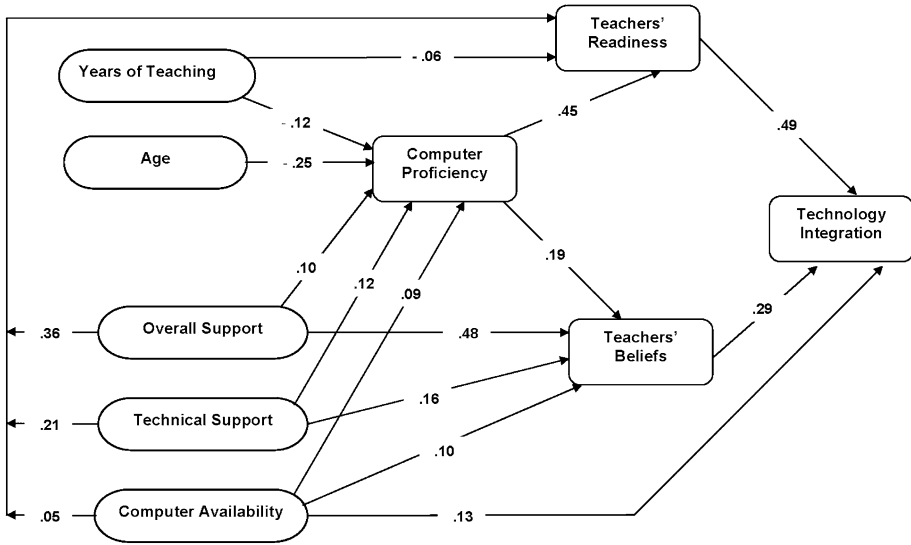 Teachers'
Readiness
Years of Teaching
- .06
- .12
.45
.49
Age
- .25
Computer
Proficiency
Technology
Integration
.10
.12
.09
.19
.36
Overall Support
.48
Teachers'
Beliefs
.29
.21
Technical Support
.16
.10
.05
Computer Availability
.13